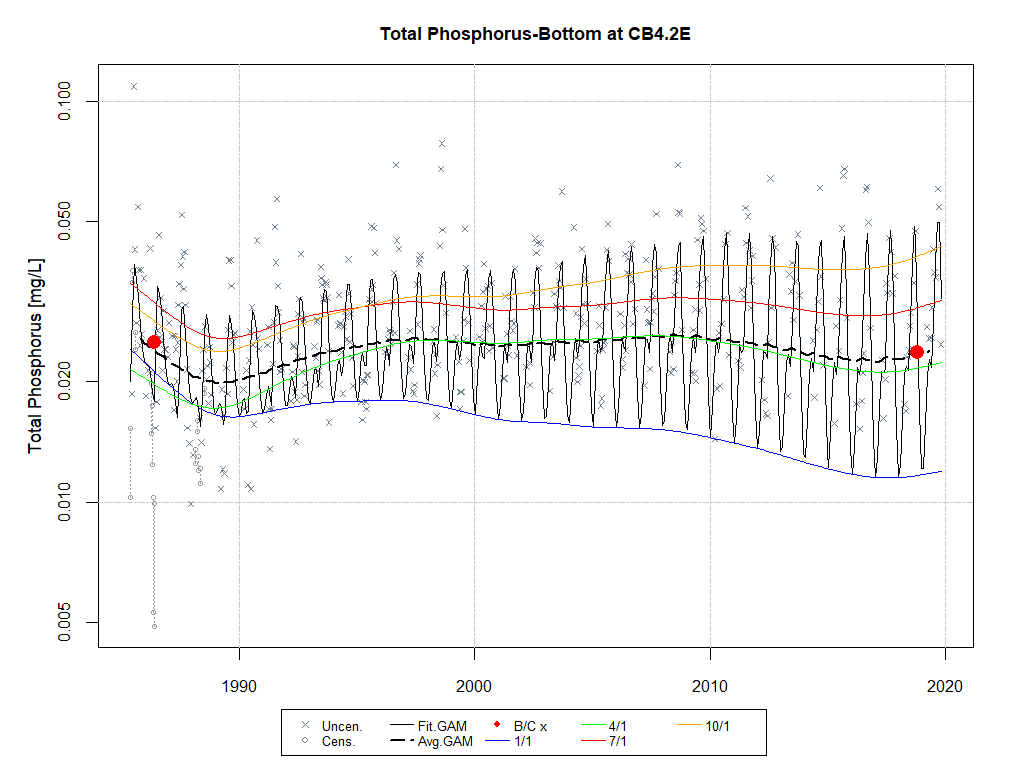 Total Phosphorus-Bottom at CB4.2E
Total Phosphorus [mg/L]
0.100
0.050
0.020
0.010
0.005
1990 2000 2010 2020
Uncen. Fit.GAM B/C x 4/1 10/1
Cens. Avg.GAM 1/1 7/1